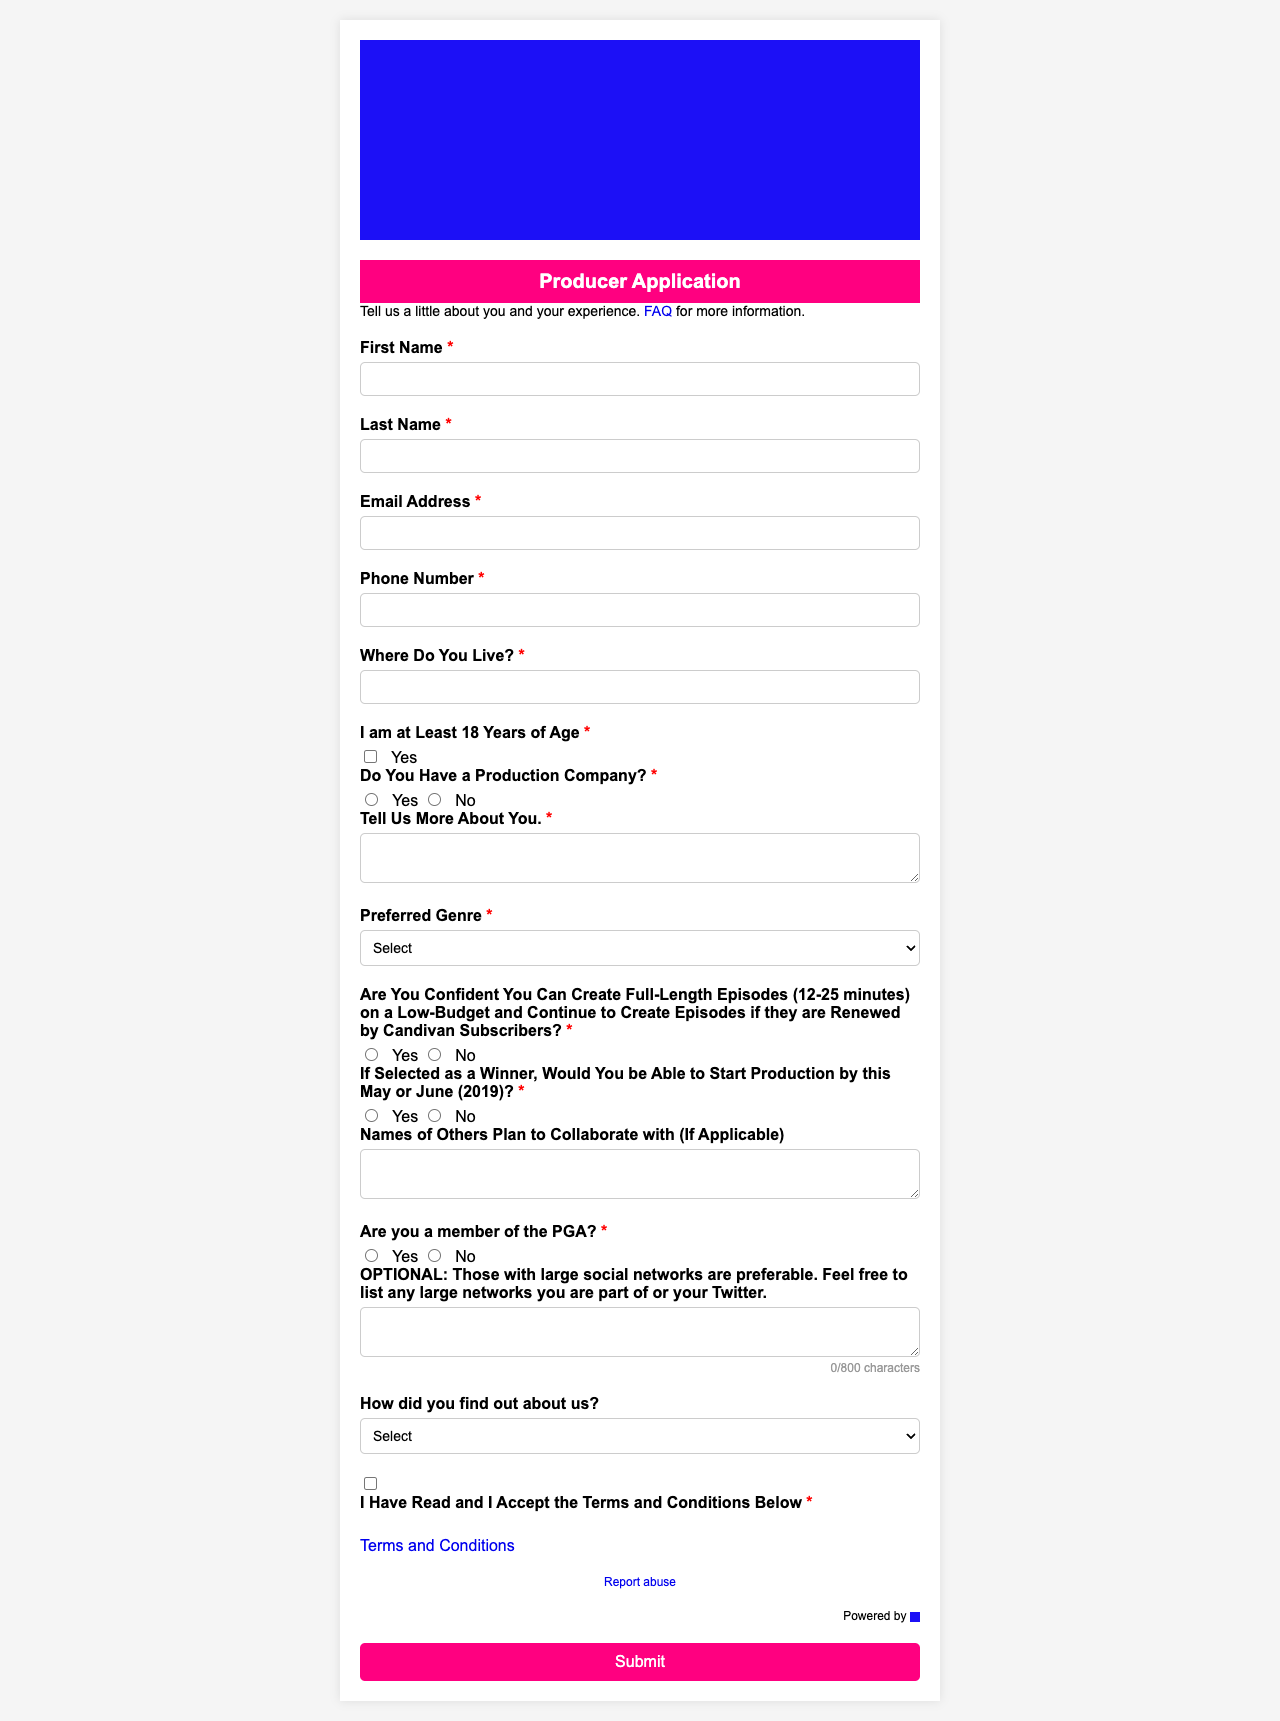 Producer Application
Tell us a little about you and your experience. FAQ for more information.
First Name *
Last Name *
Email Address *
Phone Number *
Where Do You Live? *
I am at Least 18 Years of Age *
Yes
Do You Have a Production Company? *
Yes No
Tell Us More About You. *
Preferred Genre *
Select
Are You Confident You Can Create Full-Length Episodes (12-25 minutes)
on a Low-Budget and Continue to Create Episodes if they are Renewed
by Candivan Subscribers? *
Yes No
If Selected as a Winner, Would You be Able to Start Production by this
May or June (2019)? *
Yes No
Names of Others Plan to Collaborate with (If Applicable)
Are you a member of the PGA? *
Yes No
OPTIONAL: Those with large social networks are preferable. Feel free to
list any large networks you are part of or your Twitter.
0/800 characters
How did you find out about us?
Select
I Have Read and I Accept the Terms and Conditions Below *
Terms and Conditions
Report abuse
Powered by
Submit